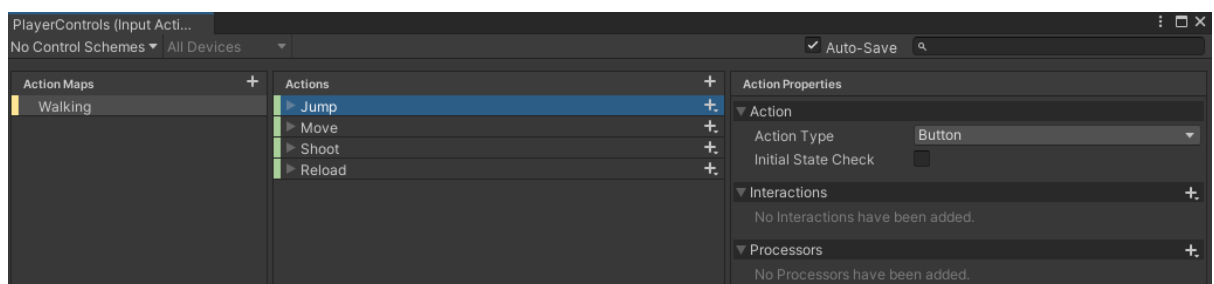 PlayerControls (Input Acti...
No Control Schemes All Devices Auto-Save
Action Maps Actions Action Properties
Walking Jump Action
Move Action Type Button
Shoot Initial State Check
Reload
Interactions
No Interactions have been added.
Processors
No Processors have been added.